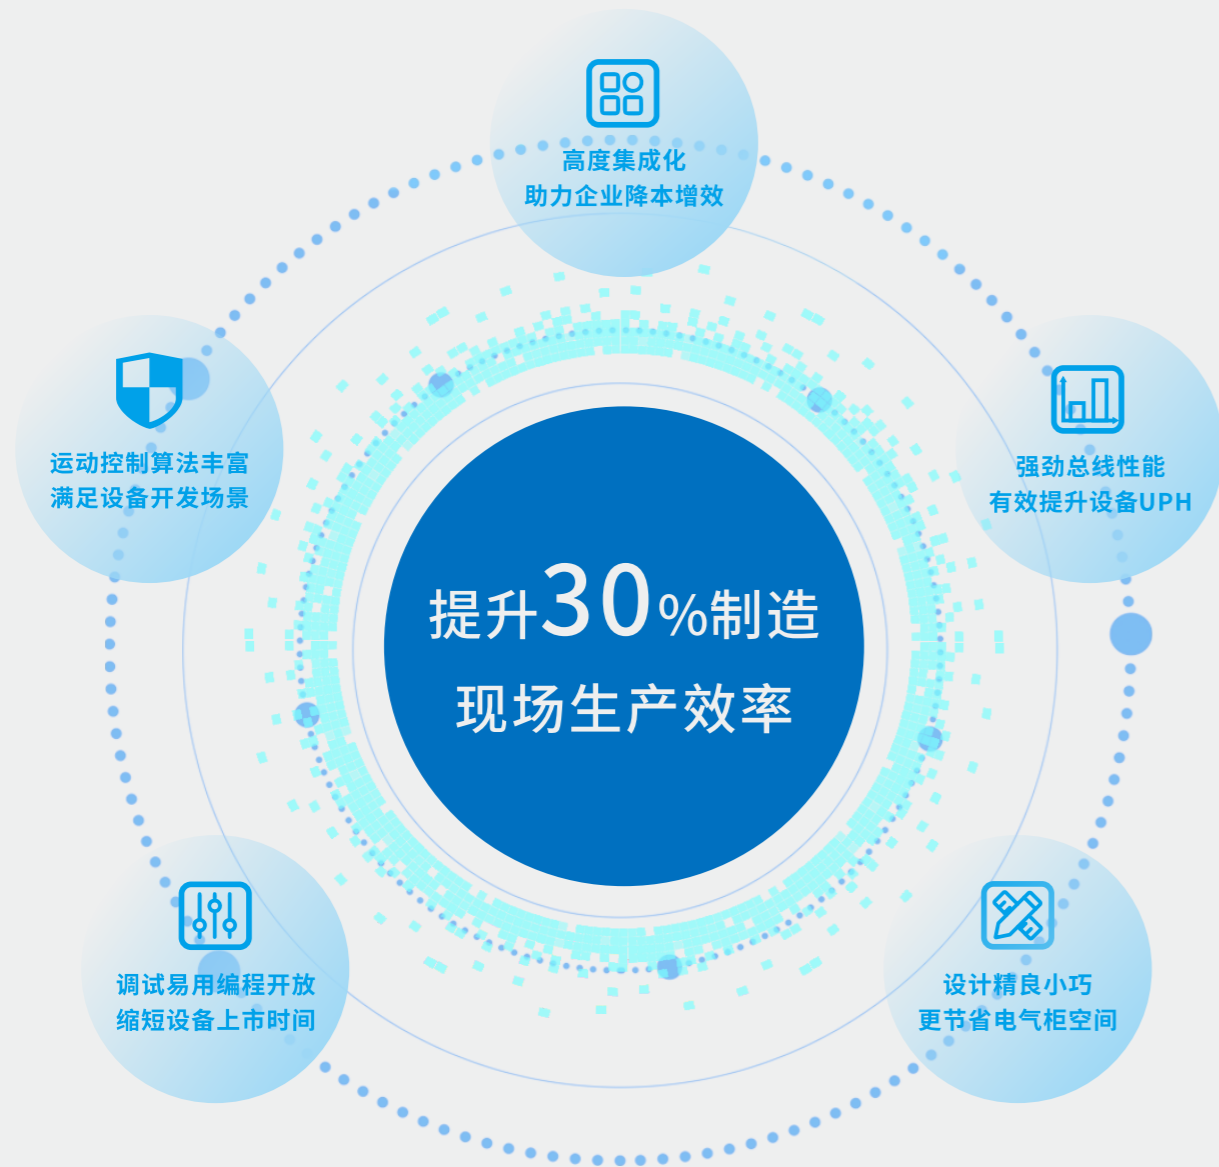 高度集成化
助力企业降本增效
运动控制算法丰富
满足设备开发场景
强劲总线性能
有效提升设备UPH
提升30%制造
现场生产效率
调试易用编程开放
缩短设备上市时间
设计精良小巧
更节省电气柜空间